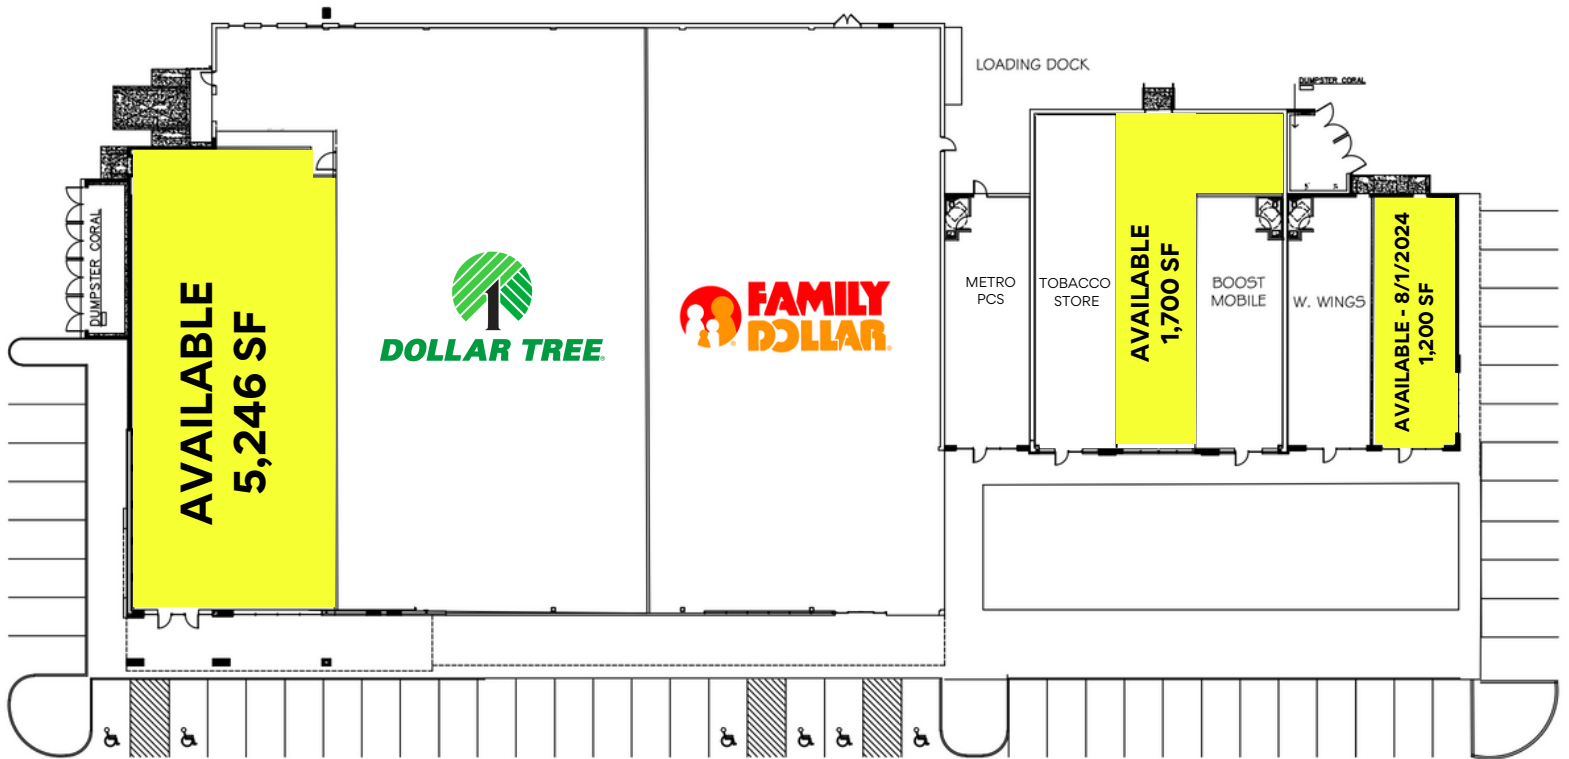 LOADING DOCK
DUMPSTER CORAL
DUMPSTER CORAL
AVAILABLE
5,246 SF
1
DOLLAR TREE
FAMILY
DOLLAR
METRO
PCS
TOBACCO
STORE
AVAILABLE
1,700 SF
BOOST
MOBILE
W. WINGS
AVAILABLE - 8/1/2024
1,200 SF